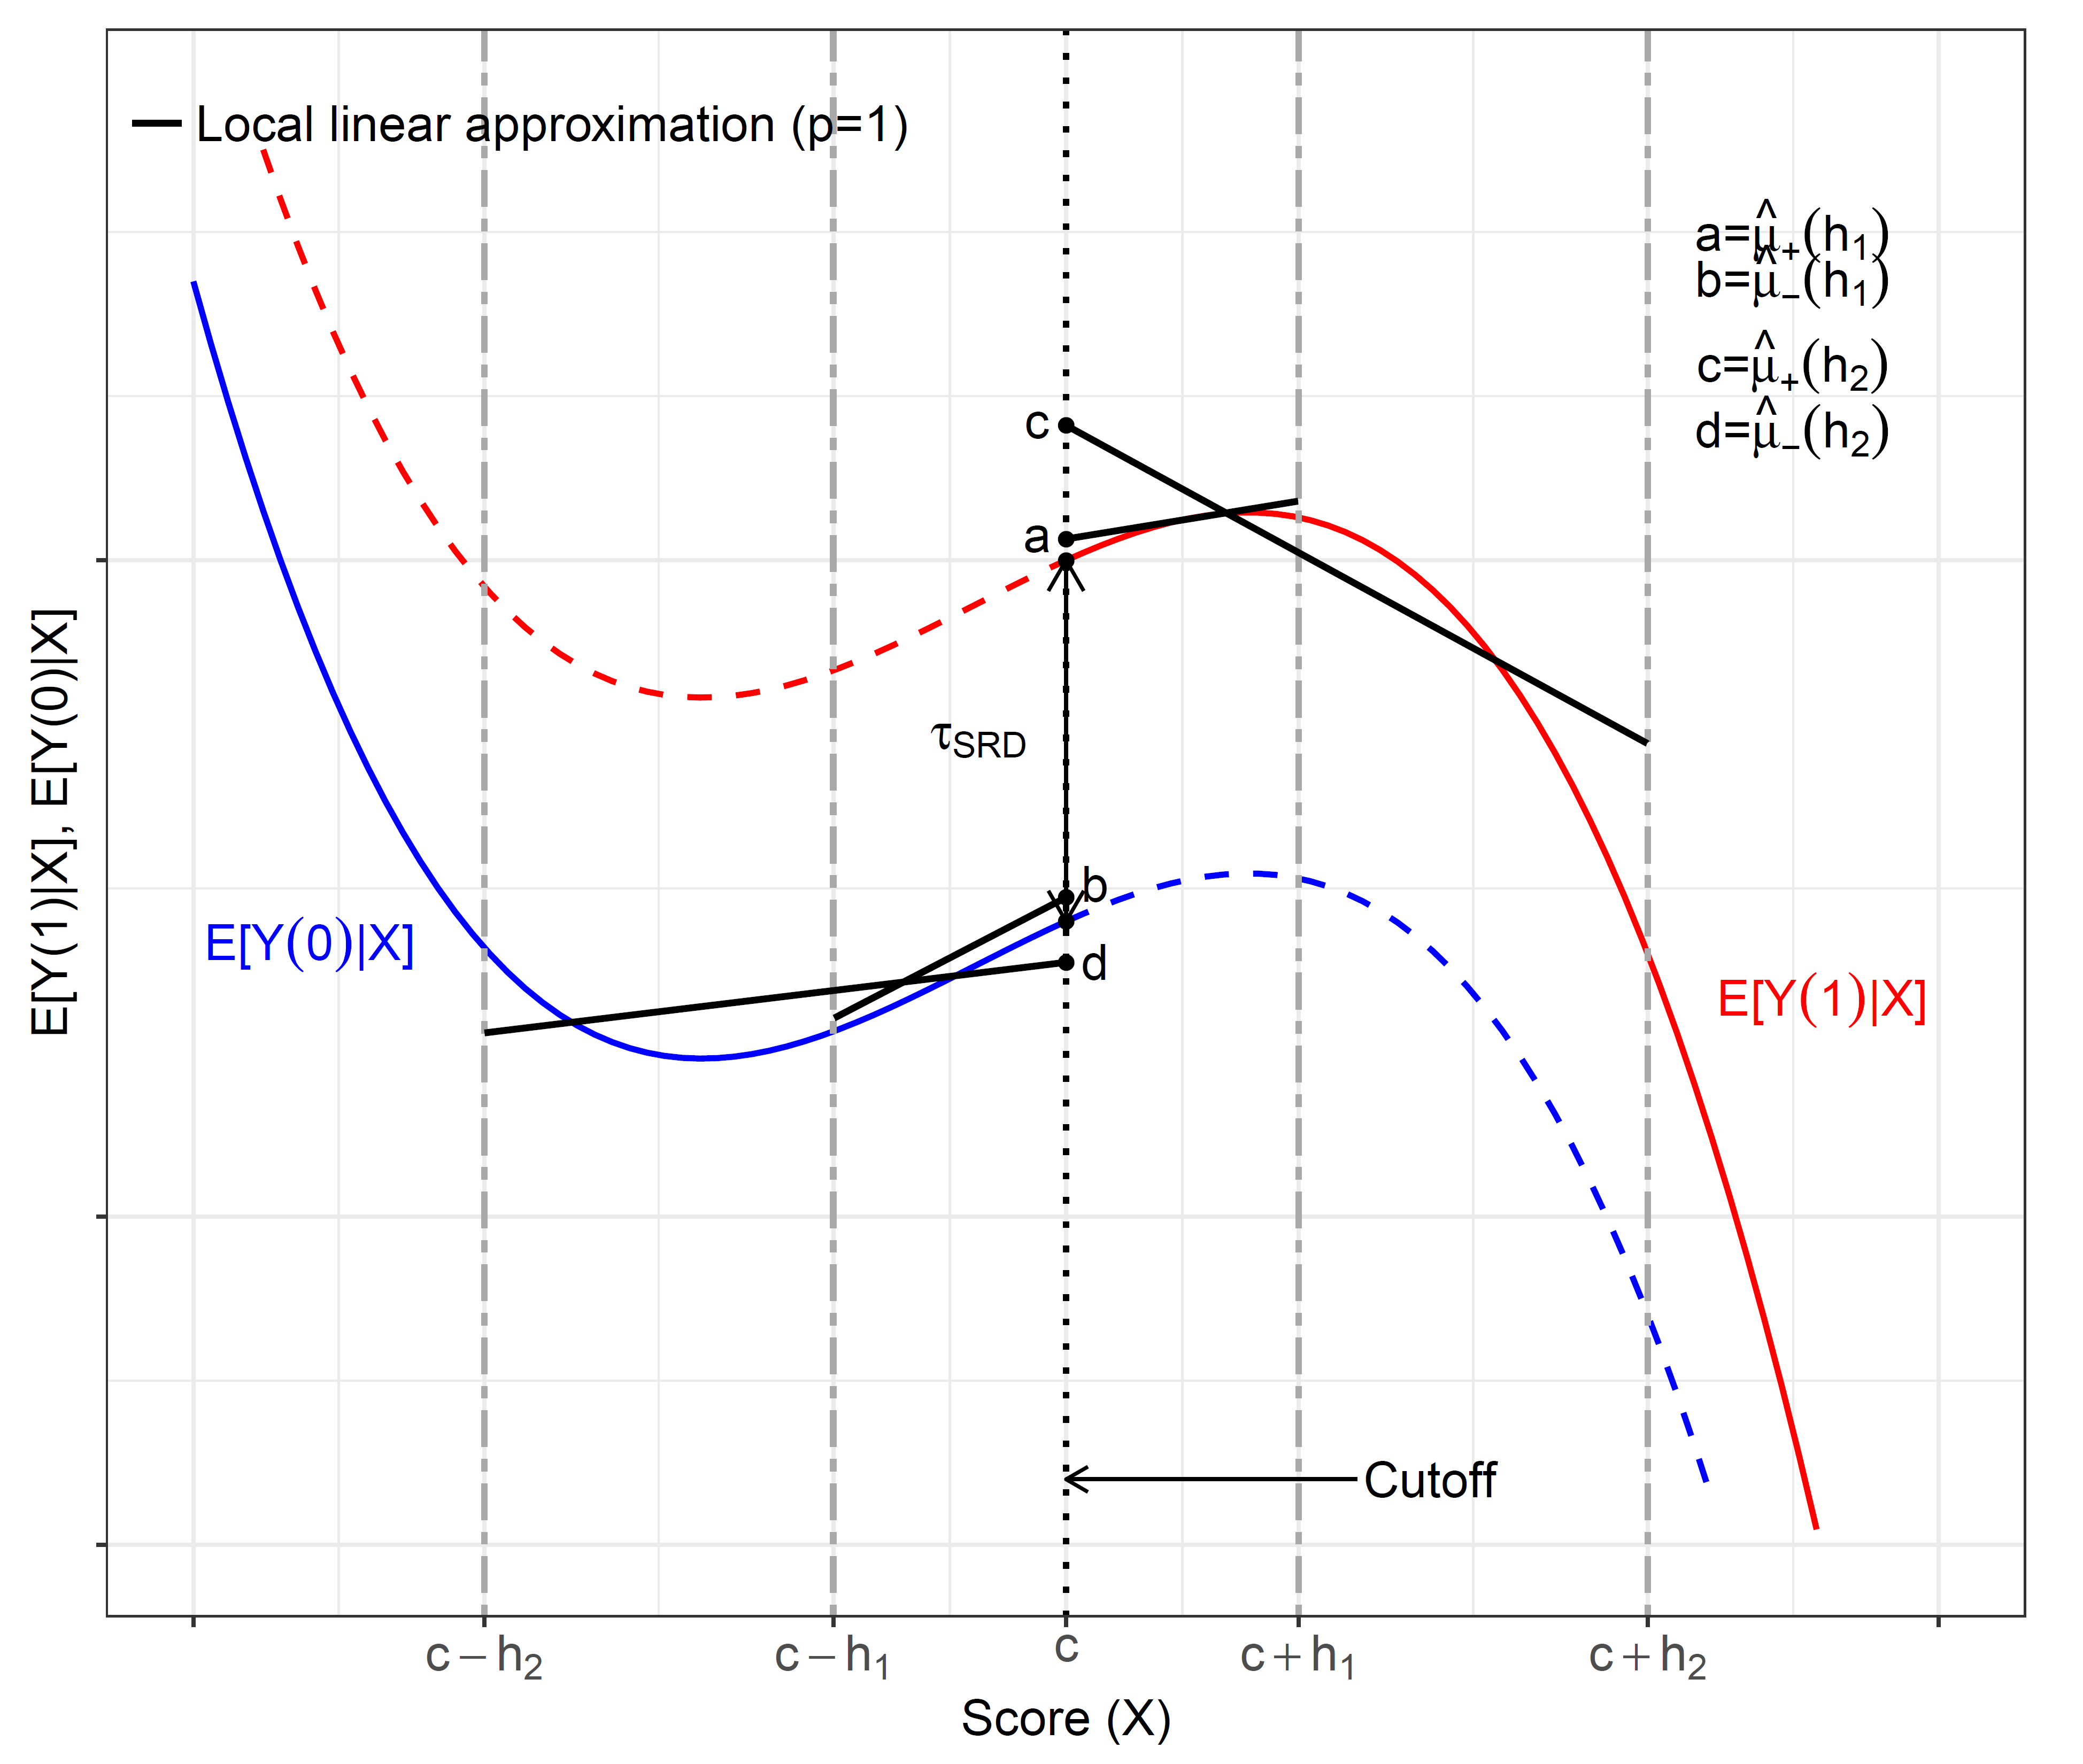 Local linear approximation (p=1)
a=μ̂₊(h₁)
b=μ̂₋(h₁)
c=μ̂₊(h₂)
d=μ̂₋(h₂)
c
a
τSRD
b
d
E[Y(0)|X]
E[Y(1)|X]
Cutoff
E[Y(1)|X], E[Y(0)|X]
c−h₂
c−h₁
c
c+h₁
c+h₂
Score (X)